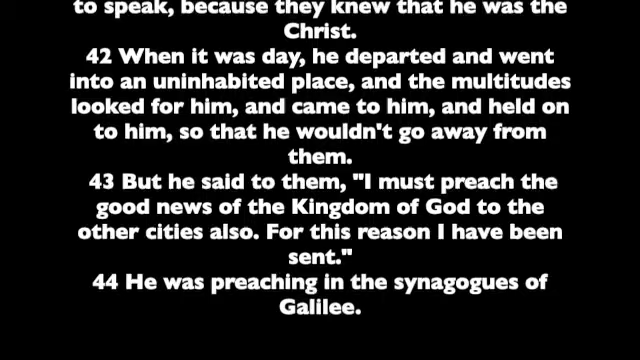 to speak, because they knew that he was the
Christ.
42 When it was day, he departed and went
into an uninhabited place, and the multitudes
looked for him, and came to him, and held on
to him, so that he wouldn't go away from
them.
43 But he said to them, "I must preach the
good news of the Kingdom of God to the
other cities also. For this reason I have been
sent."
44 He was preaching in the synagogues of
Galilee.